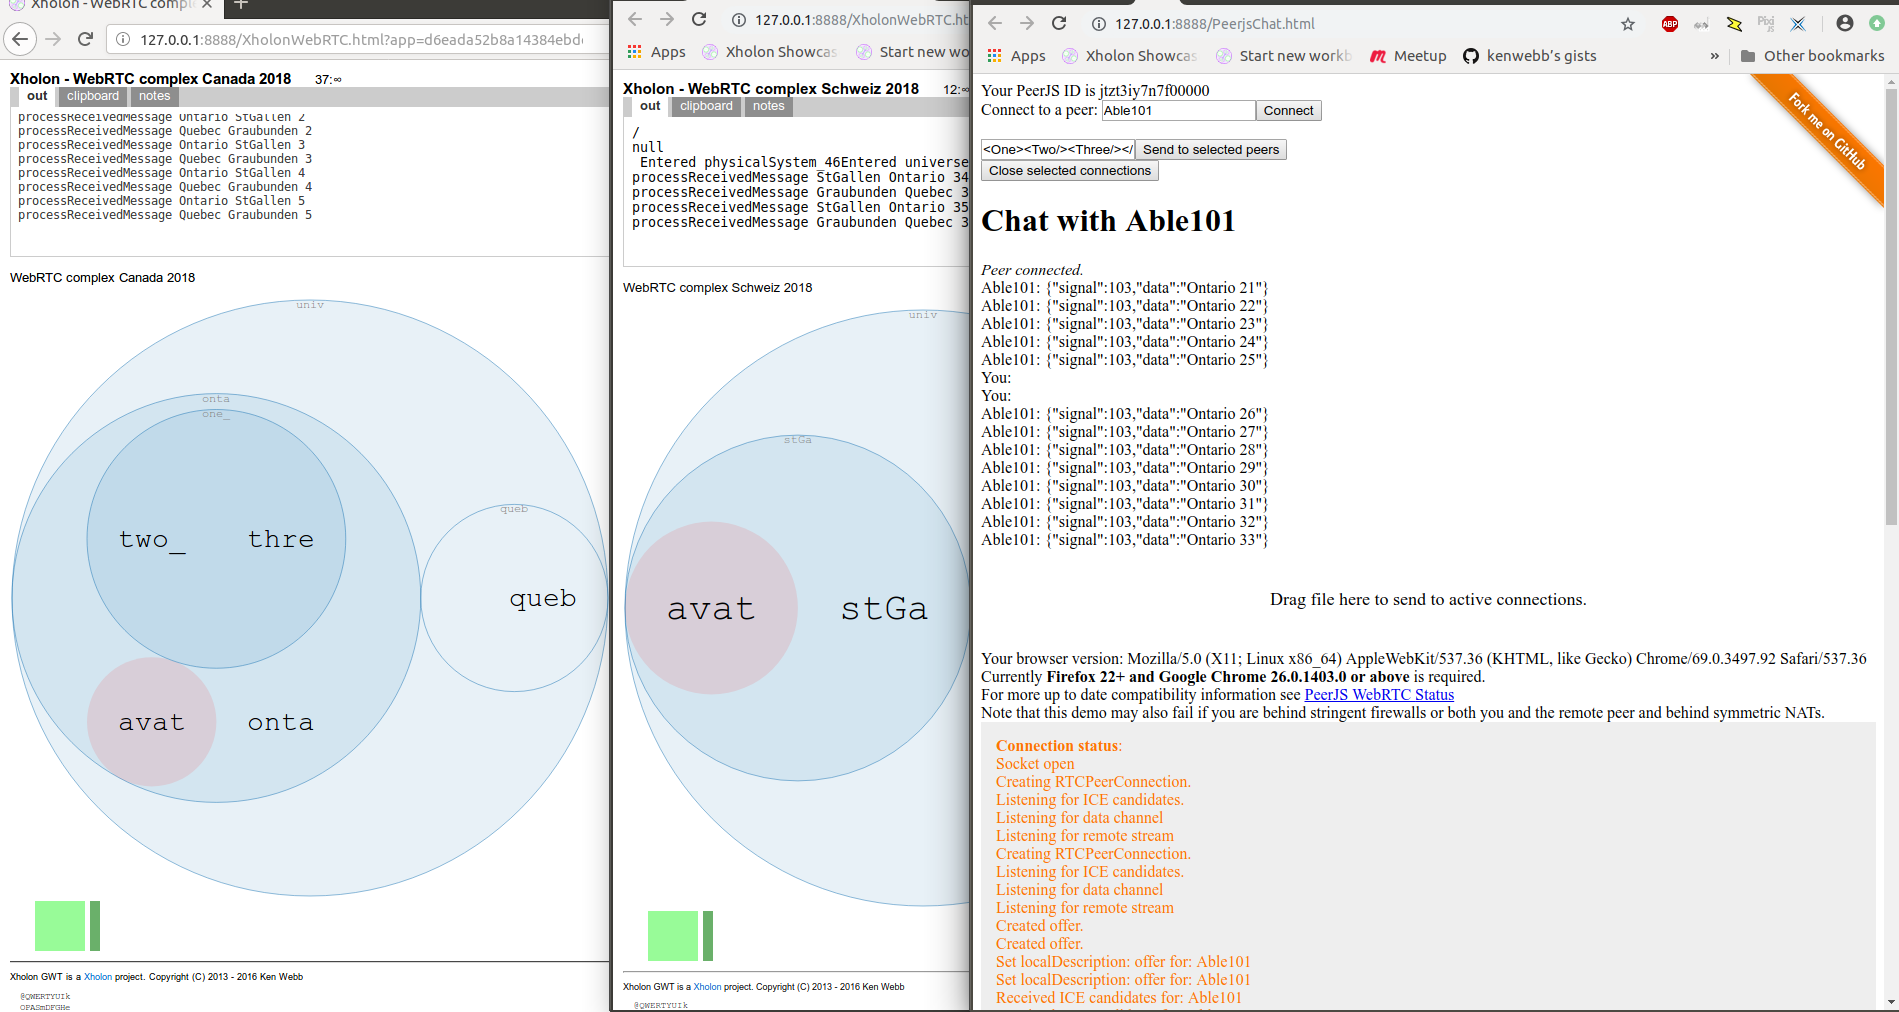 Xholon - WebRTC comple
127.0.0.1:8888/XholonWebRTC.html?app=d6eada52b8a14384ebd
Xholon - WebRTC complex Canada 2018 37:∞
out clipboard notes
processReceivedMessage Ontario StGallen 2
processReceivedMessage Quebec Graubunden 2
processReceivedMessage Ontario StGallen 3
processReceivedMessage Quebec Graubunden 3
processReceivedMessage Ontario StGallen 4
processReceivedMessage Quebec Graubunden 4
processReceivedMessage Ontario StGallen 5
processReceivedMessage Quebec Graubunden 5
WebRTC complex Canada 2018
univ
onta
one_
two_ thre
queb
queb
avat onta
Xholon GWT is a Xholon project. Copyright (C) 2013 - 2016 Ken Webb
@QWERTYUIk
OPASmDFGHe
127.0.0.1:8888/XholonWebRTC.ht
Apps Xholon Showcas Start new wo
Xholon - WebRTC complex Schweiz 2018 12:∞
out clipboard notes
/
null
Entered physicalSystem_46Entered universe
processReceivedMessage StGallen Ontario 34
processReceivedMessage Graubunden Quebec 3
processReceivedMessage StGallen Ontario 35
processReceivedMessage Graubunden Quebec 3
WebRTC complex Schweiz 2018
univ
stGa
avat stGa
Xholon GWT is a Xholon project. Copyright (C) 2013 - 2016 Ken Webb
@QWERTYUIk
127.0.0.1:8888/PeerjsChat.html
ABP
Apps Xholon Showcas Start new workb Meetup kenwebb's gists » Other bookmarks
Your PeerJS ID is jtzt3iy7n7f00000
Connect to a peer: Able101 Connect
<One><Two/><Three/></ Send to selected peers
Close selected connections
Fork me on GitHub
Chat with Able101
Peer connected.
Able101: {"signal":103,"data":"Ontario 21"}
Able101: {"signal":103,"data":"Ontario 22"}
Able101: {"signal":103,"data":"Ontario 23"}
Able101: {"signal":103,"data":"Ontario 24"}
Able101: {"signal":103,"data":"Ontario 25"}
You:
You:
Able101: {"signal":103,"data":"Ontario 26"}
Able101: {"signal":103,"data":"Ontario 27"}
Able101: {"signal":103,"data":"Ontario 28"}
Able101: {"signal":103,"data":"Ontario 29"}
Able101: {"signal":103,"data":"Ontario 30"}
Able101: {"signal":103,"data":"Ontario 31"}
Able101: {"signal":103,"data":"Ontario 32"}
Able101: {"signal":103,"data":"Ontario 33"}
Drag file here to send to active connections.
Your browser version: Mozilla/5.0 (X11; Linux x86_64) AppleWebKit/537.36 (KHTML, like Gecko) Chrome/69.0.3497.92 Safari/537.36
Currently Firefox 22+ and Google Chrome 26.0.1403.0 or above is required.
For more up to date compatibility information see PeerJS WebRTC Status
Note that this demo may also fail if you are behind stringent firewalls or both you and the remote peer and behind symmetric NATs.
Connection status:
Socket open
Creating RTCPeerConnection.
Listening for ICE candidates.
Listening for data channel
Listening for remote stream
Creating RTCPeerConnection.
Listening for ICE candidates.
Listening for data channel
Listening for remote stream
Created offer.
Created offer.
Set localDescription: offer for: Able101
Set localDescription: offer for: Able101
Received ICE candidates for: Able101